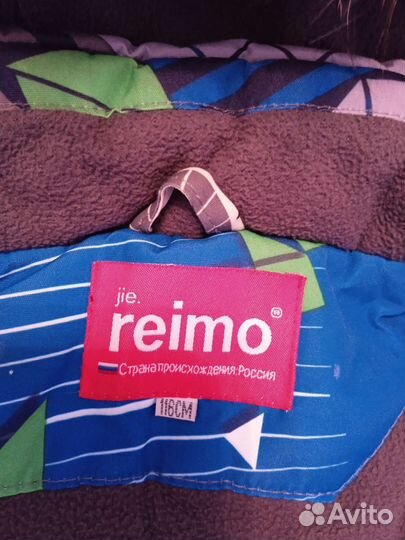 jie.
reimo®
Страна происхождения:Россия
116CM
Avito